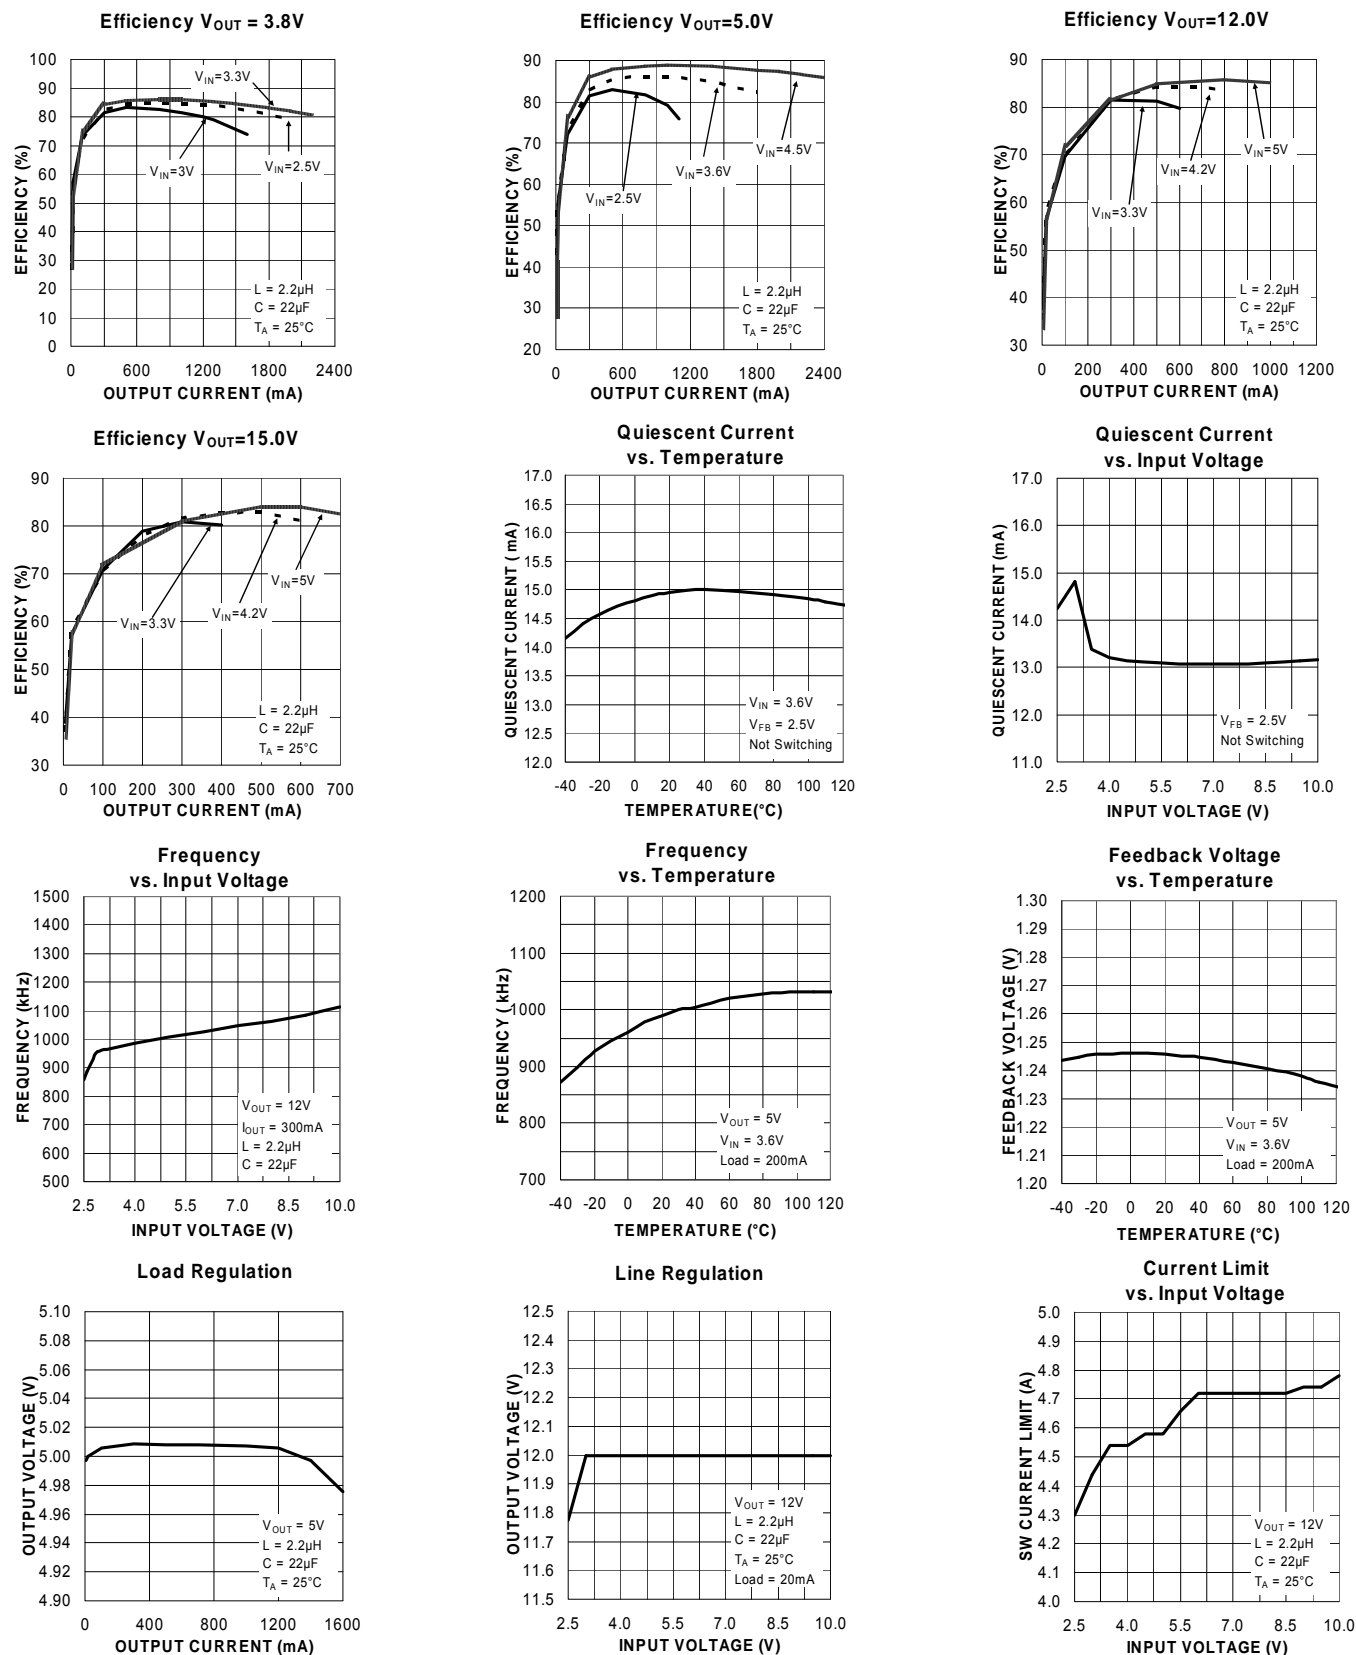 Efficiency VOUT = 3.8V
100
90
80
70
60
50
40
30
20
10
0
EFFICIENCY (%)
VIN=3.3V
VIN=3V
VIN=2.5V
L = 2.2µH
C = 22µF
TA = 25°C
0 600 1200 1800 2400
OUTPUT CURRENT (mA)
Efficiency VOUT=5.0V
90
80
70
60
50
40
30
20
EFFICIENCY (%)
VIN=4.5V
VIN=3.6V
VIN=2.5V
L = 2.2µH
C = 22µF
TA = 25°C
0 600 1200 1800 2400
OUTPUT CURRENT (mA)
Efficiency VOUT=12.0V
90
80
70
60
50
40
30
EFFICIENCY (%)
VIN=5V
VIN=4.2V
VIN=3.3V
L = 2.2µH
C = 22µF
TA = 25°C
0 200 400 600 800 1000 1200
OUTPUT CURRENT (mA)
Efficiency VOUT=15.0V
90
80
70
60
50
40
30
EFFICIENCY (%)
VIN=5V
VIN=4.2V
VIN=3.3V
L = 2.2µH
C = 22µF
TA = 25°C
0 100 200 300 400 500 600 700
OUTPUT CURRENT (mA)
Quiescent Current
vs. Temperature
17.0
16.5
16.0
15.5
15.0
14.5
14.0
13.5
13.0
12.5
12.0
QUIESCENT CURRENT ( mA)
VIN = 3.6V
VFB = 2.5V
Not Switching
-40 -20 0 20 40 60 80 100 120
TEMPERATURE(°C)
Quiescent Current
vs. Input Voltage
17.0
16.0
15.0
14.0
13.0
12.0
11.0
QUIESCENT CURRENT (mA)
VFB = 2.5V
Not Switching
2.5 4.0 5.5 7.0 8.5 10.0
INPUT VOLTAGE (V)
Frequency
vs. Input Voltage
1500
1400
1300
1200
1100
1000
900
800
700
600
500
FREQUENCY (kHz)
VOUT = 12V
IOUT = 300mA
L = 2.2µH
C = 22µF
2.5 4.0 5.5 7.0 8.5 10.0
INPUT VOLTAGE (V)
Frequency
vs. Temperature
1200
1100
1000
900
800
700
FREQUENCY ( kHz)
VOUT = 5V
VIN = 3.6V
Load = 200mA
-40 -20 0 20 40 60 80 100 120
TEMPERATURE (°C)
Feedback Voltage
vs. Temperature
1.30
1.29
1.28
1.27
1.26
1.25
1.24
1.23
1.22
1.21
1.20
FEEDBACK VOLTAGE (V)
VOUT = 5V
VIN = 3.6V
Load = 200mA
-40 -20 0 20 40 60 80 100 120
TEMPERATURE (°C)
Load Regulation
5.10
5.08
5.06
5.04
5.02
5.00
4.98
4.96
4.94
4.92
4.90
OUTPUT VOLTAGE (V)
VOUT = 5V
L = 2.2µH
C = 22µF
TA = 25°C
0 400 800 1200 1600
OUTPUT CURRENT (mA)
Line Regulation
12.5
12.4
12.3
12.2
12.1
12.0
11.9
11.8
11.7
11.6
11.5
OUTPUT VOLTAGE (V)
VOUT = 12V
L = 2.2µH
C = 22µF
TA = 25°C
Load = 20mA
2.5 4.0 5.5 7.0 8.5 10.0
INPUT VOLTAGE (V)
Current Limit
vs. Input Voltage
5.0
4.9
4.8
4.7
4.6
4.5
4.4
4.3
4.2
4.1
4.0
SW CURRENT LIMIT (A)
VOUT = 12V
L = 2.2µH
C = 22µF
TA = 25°C
2.5 4.0 5.5 7.0 8.5 10.0
INPUT VOLTAGE (V)